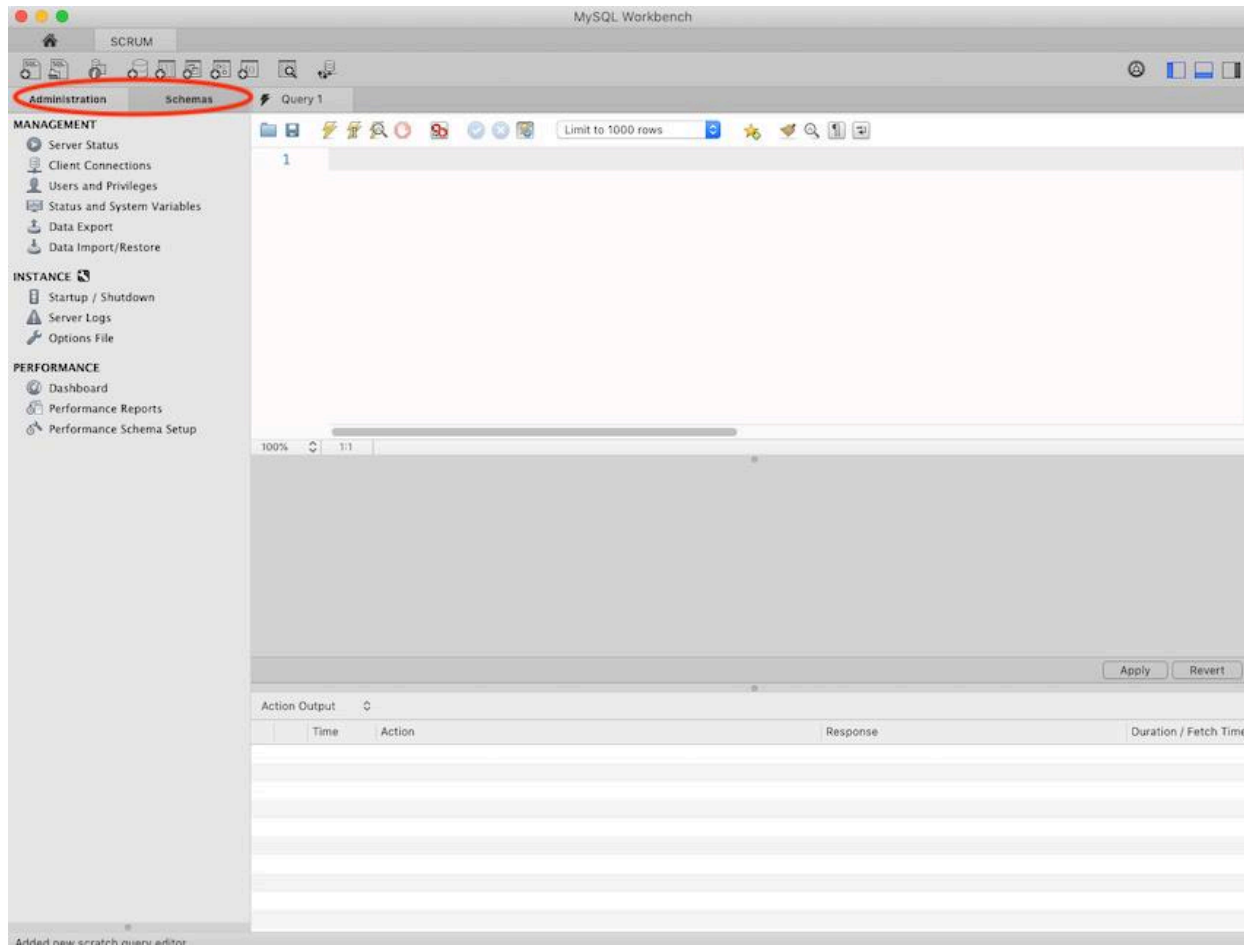 MySQL Workbench
SCRUM
Administration Schemas Query 1
MANAGEMENT
Server Status
Client Connections
Users and Privileges
Status and System Variables
Data Export
Data Import/Restore
INSTANCE
Startup / Shutdown
Server Logs
Options File
PERFORMANCE
Dashboard
Performance Reports
Performance Schema Setup
Limit to 1000 rows
1
100% 1:1
Apply Revert
Action Output
Time Action Response Duration / Fetch Time
Added new scratch query editor